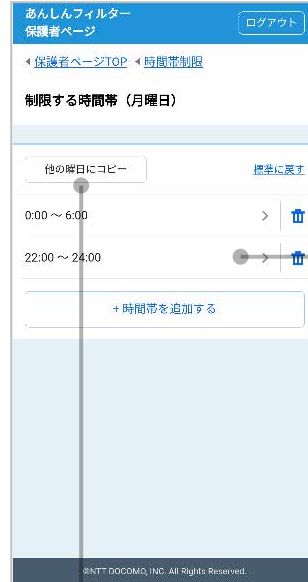 あんしんフィルター
保護者ページ
ログアウト
保護者ページTOP 時間帯制限
制限する時間帯（月曜日）
他の曜日にコピー
標準に戻す
0:00 ～ 6:00
22:00 ～ 24:00
+ 時間帯を追加する
©NTT DOCOMO, INC. All Rights Reserved.